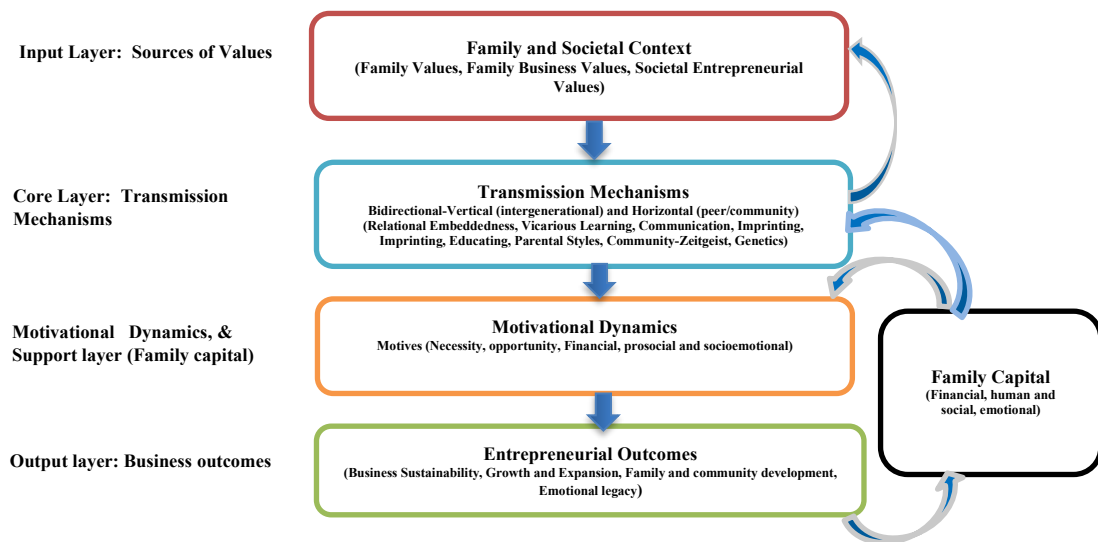 Input Layer: Sources of Values
Family and Societal Context
(Family Values, Family Business Values, Societal Entrepreneurial
Values)
Core Layer: Transmission
Mechanisms
Transmission Mechanisms
Bidirectional-Vertical (intergenerational) and Horizontal (peer/community)
(Relational Embeddedness, Vicarious Learning, Communication, Imprinting,
Imprinting, Educating, Parental Styles, Community-Zeitgeist, Genetics)
Motivational Dynamics, &
Support layer (Family capital)
Motivational Dynamics
Motives (Necessity, opportunity, Financial, prosocial and socioemotional)
Family Capital
(Financial, human and
social, emotional)
Output layer: Business outcomes
Entrepreneurial Outcomes
(Business Sustainability, Growth and Expansion, Family and community development,
Emotional legacy)